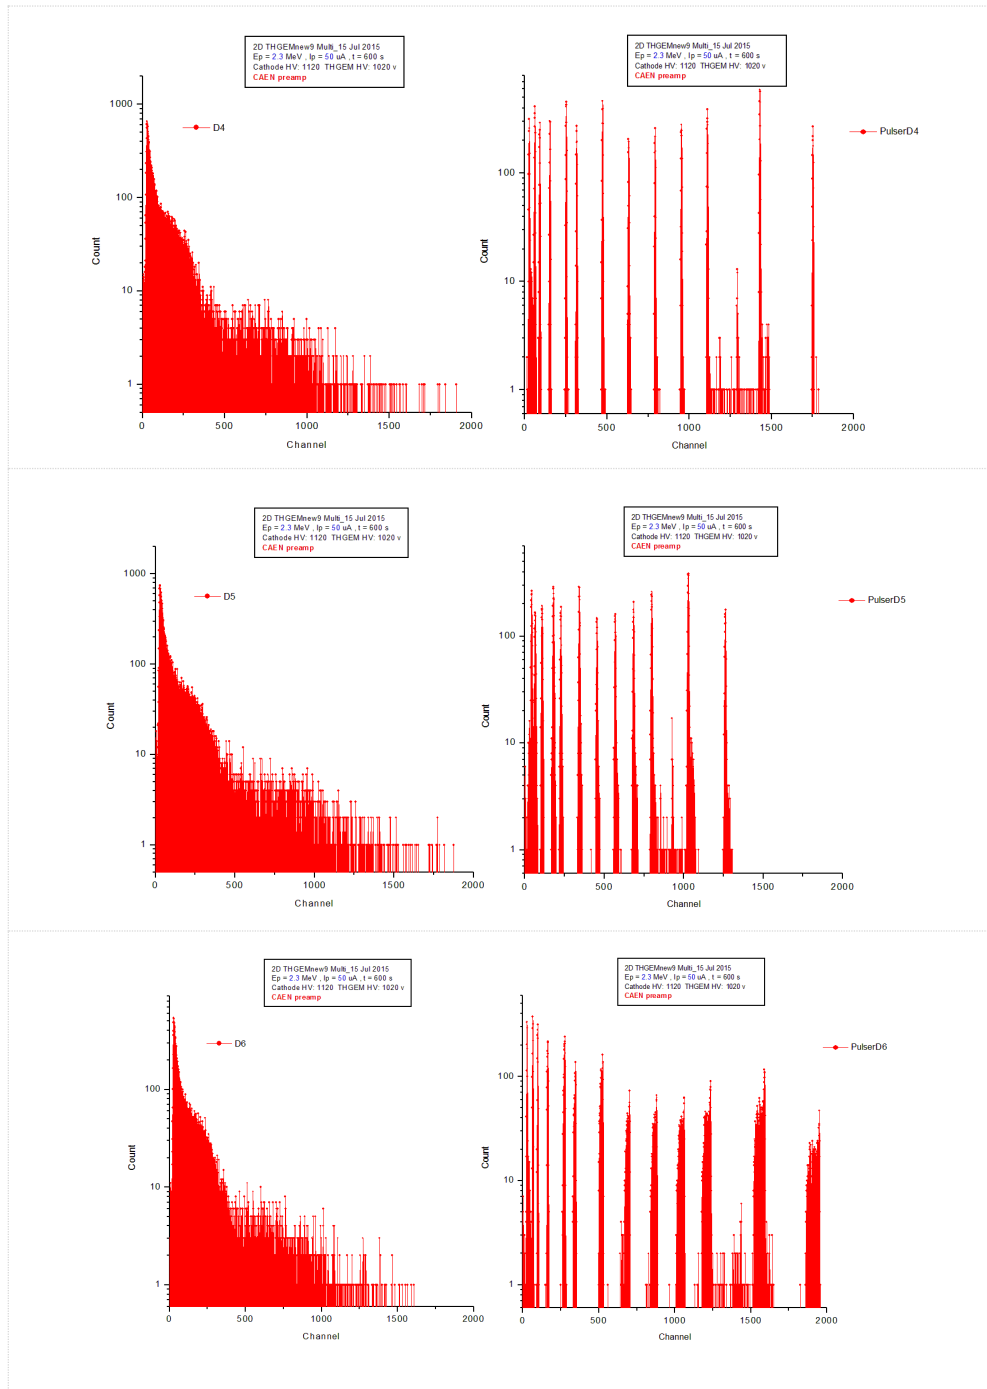 2D THGEMnew9 Multi_15 Jul 2015
Ep = 2.3 MeV , Ip = 50 uA , t = 600 s
Cathode HV: 1120 THGEM HV: 1020 v
CAEN preamp
D4
Count
1000
100
10
1
0
500
1000
1500
2000
Channel
2D THGEMnew9 Multi_15 Jul 2015
Ep = 2.3 MeV , Ip = 50 uA , t = 600 s
Cathode HV: 1120 THGEM HV: 1020 v
CAEN preamp
PulserD4
Count
100
10
1
0
500
1000
1500
2000
Channel
2D THGEMnew9 Multi_15 Jul 2015
Ep = 2.3 MeV , Ip = 50 uA , t = 600 s
Cathode HV: 1120 THGEM HV: 1020 v
CAEN preamp
D5
Count
1000
100
10
1
0
500
1000
1500
2000
Channel
2D THGEMnew9 Multi_15 Jul 2015
Ep = 2.3 MeV , Ip = 50 uA , t = 600 s
Cathode HV: 1120 THGEM HV: 1020 v
CAEN preamp
PulserD5
Count
100
10
1
0
500
1000
1500
2000
Channel
2D THGEMnew9 Multi_15 Jul 2015
Ep = 2.3 MeV , Ip = 50 uA , t = 600 s
Cathode HV: 1120 THGEM HV: 1020 v
CAEN preamp
D6
Count
100
10
1
0
500
1000
1500
2000
Channel
2D THGEMnew9 Multi_15 Jul 2015
Ep = 2.3 MeV , Ip = 50 uA , t = 600 s
Cathode HV: 1120 THGEM HV: 1020 v
CAEN preamp
PulserD6
Count
100
10
1
0
500
1000
1500
2000
Channel